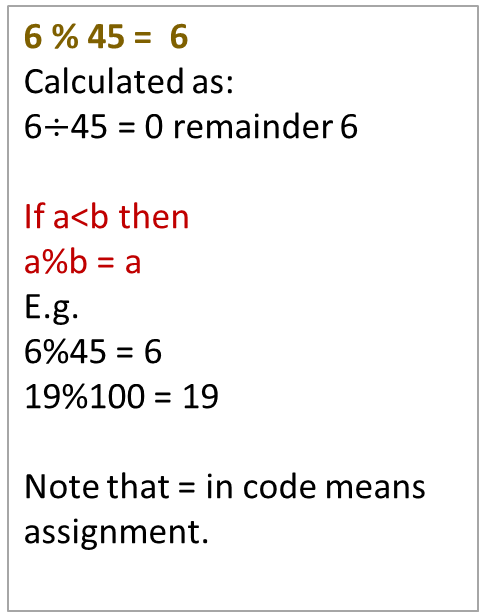 6 % 45 =  6
Calculated as:
6÷45 = 0 remainder 6
If a<b then
a%b = a
E.g.
6%45 = 6
19%100 = 19
Note that = in code means
assignment.